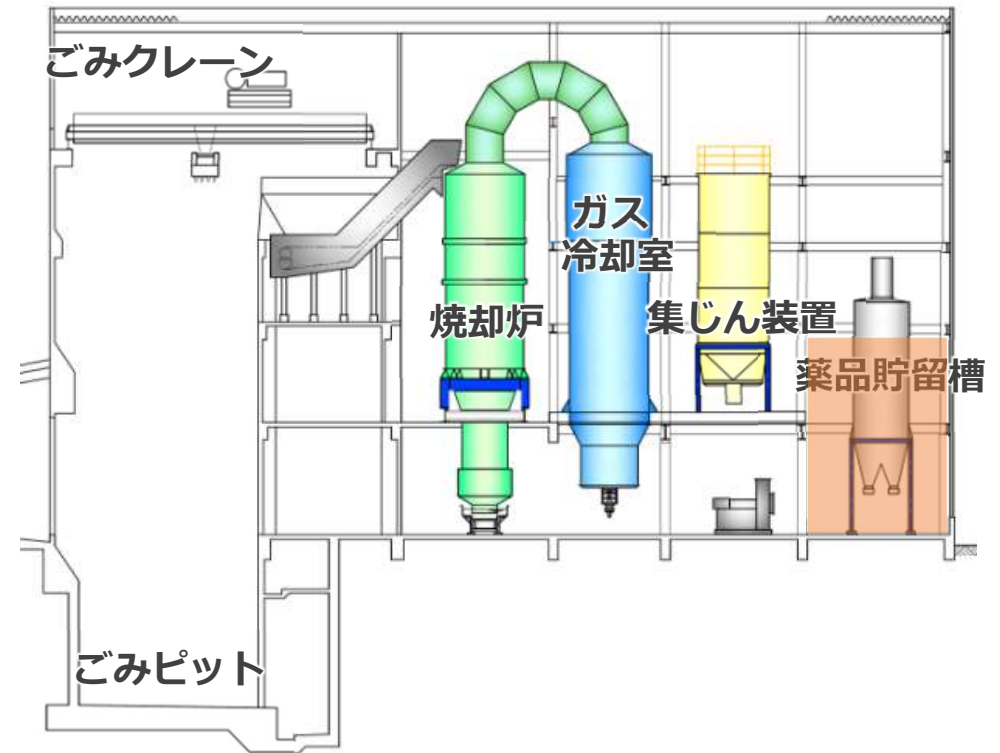 ごみクレーン
ガス
冷却室
焼却炉
集じん装置
薬品貯留槽
ごみピット